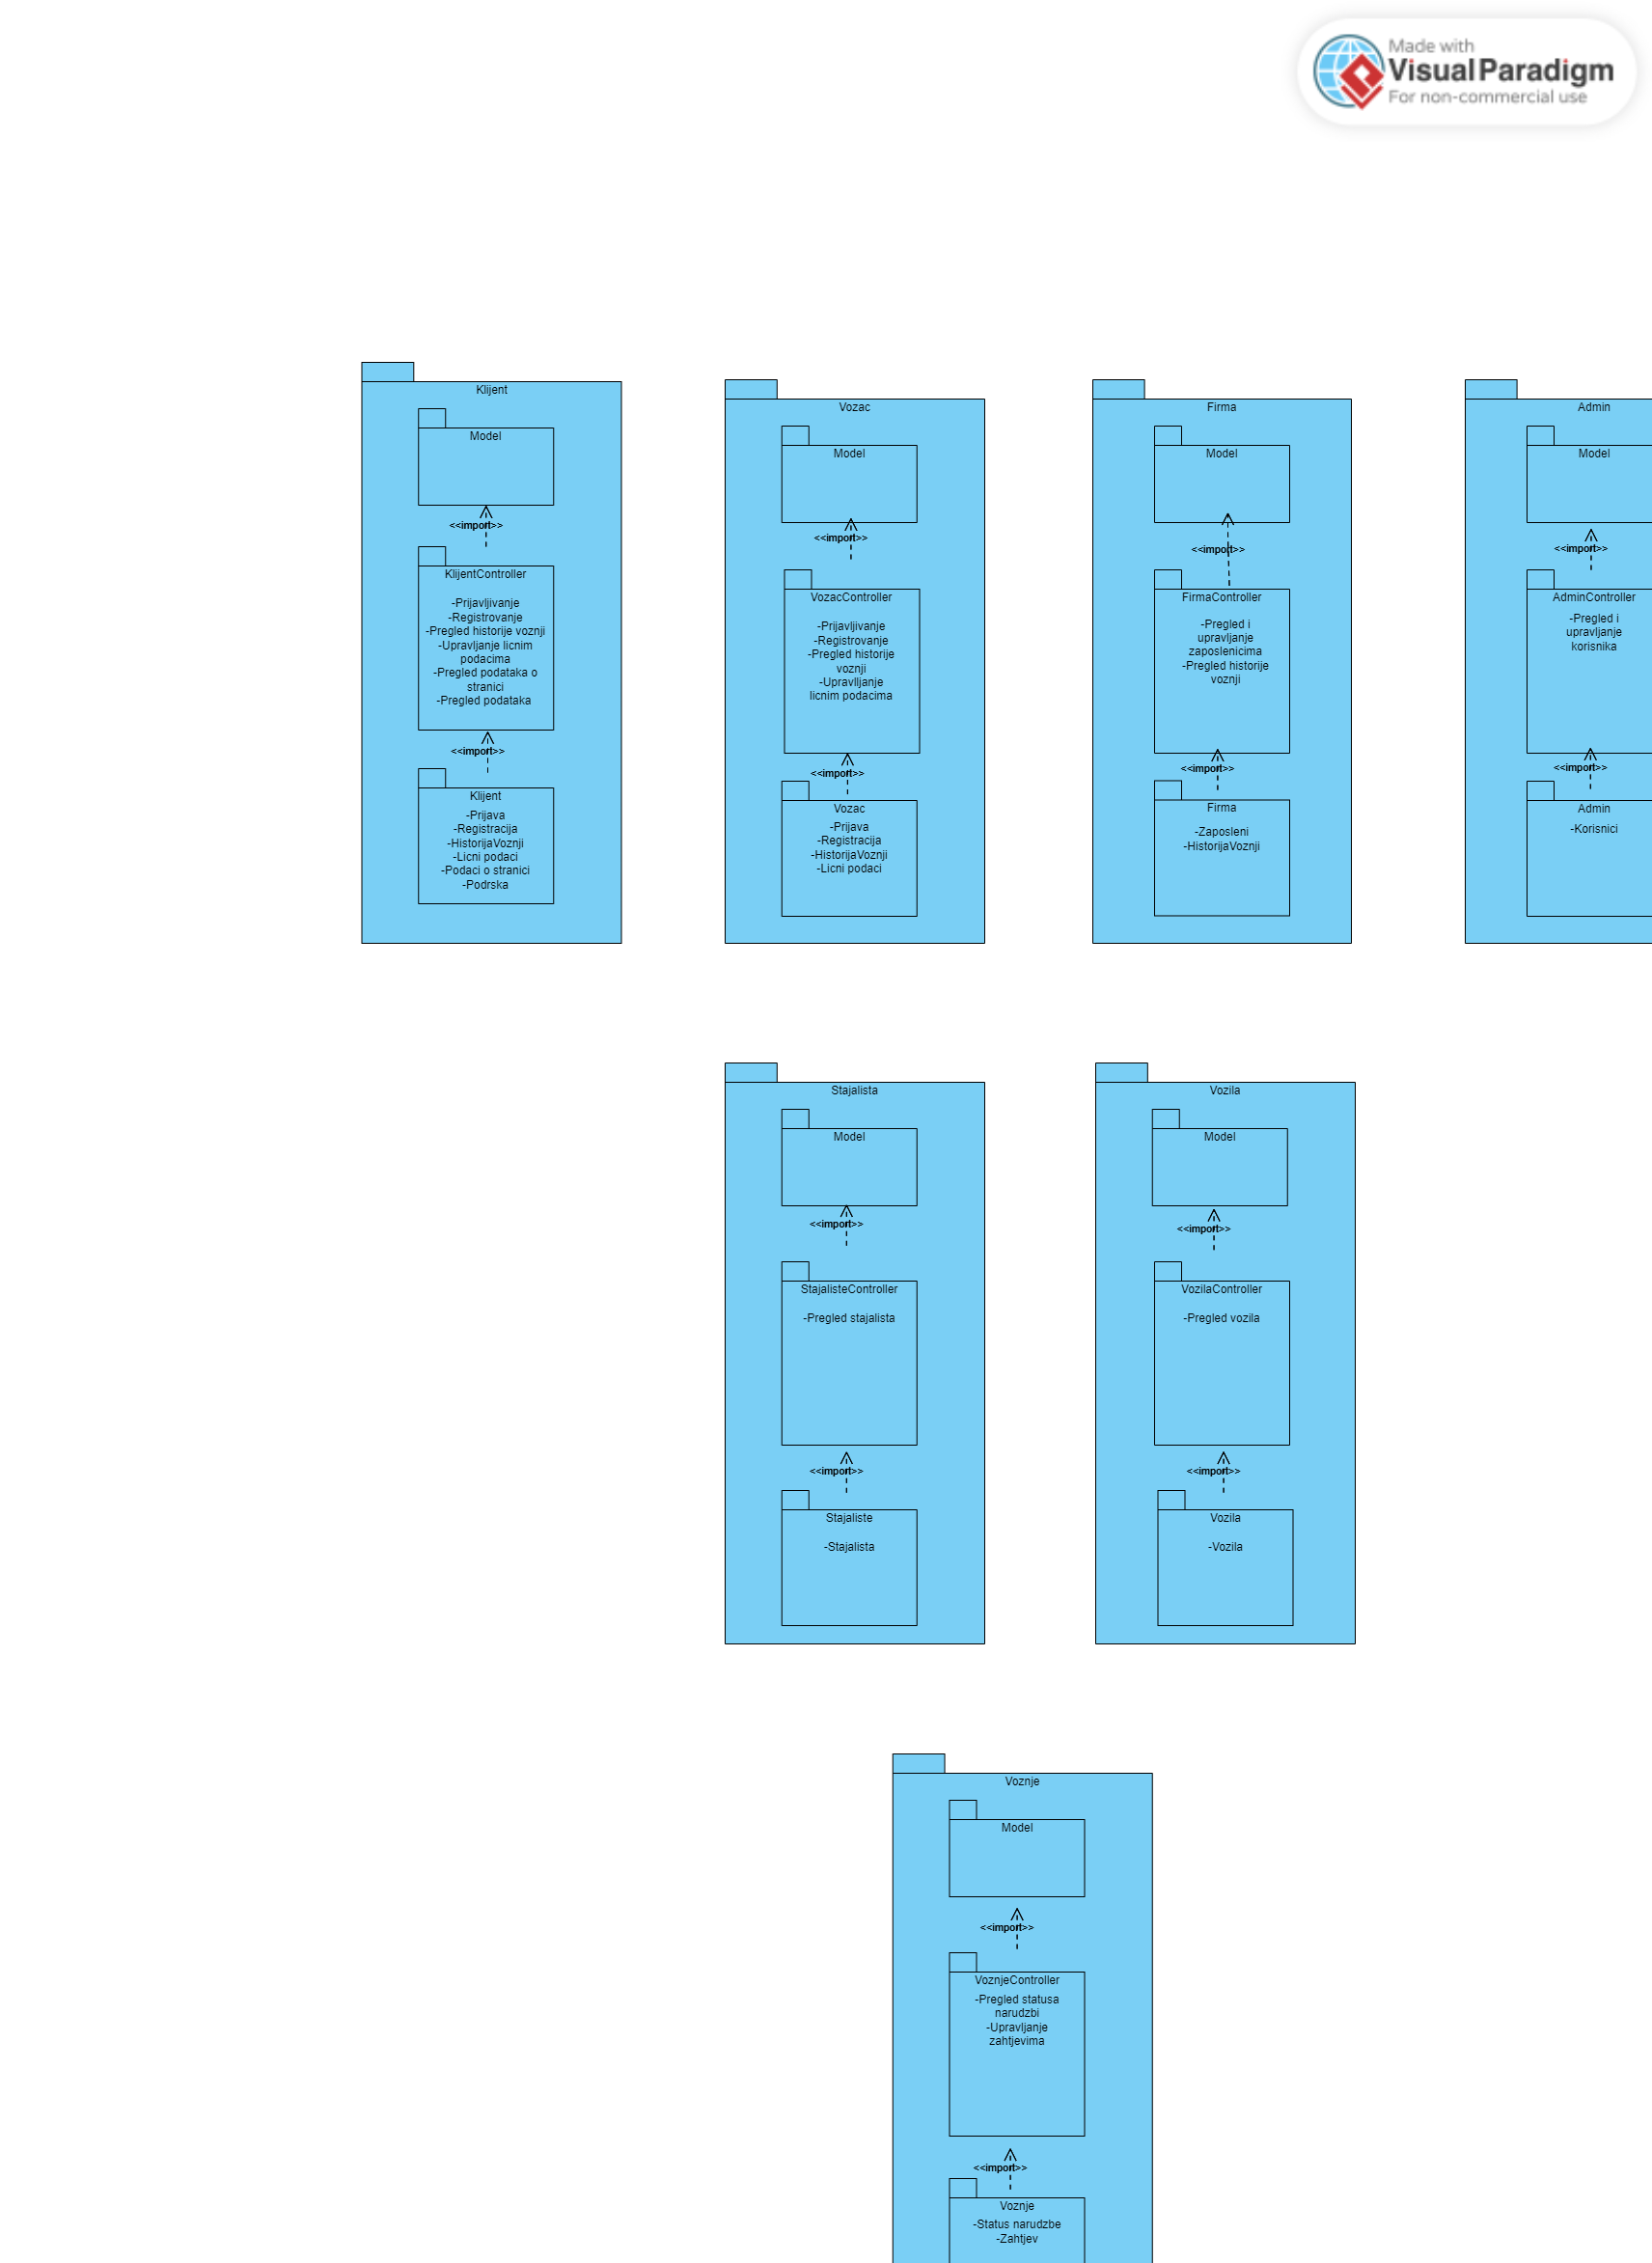 Made with
Visual Paradigm
For non-commercial use
Klijent
Model
<<import>>
KlijentController
-Prijavljivanje
-Registrovanje
-Pregled historije voznji
-Upravljanje licnim
podacima
-Pregled podataka o
stranici
-Pregled podataka
<<import>>
Klijent
-Prijava
-Registracija
-HistorijaVoznji
-Licni podaci
-Podaci o stranici
-Podrska
Vozac
Model
<<import>>
VozacController
-Prijavljivanje
-Registrovanje
-Pregled historije
voznji
-Upravlljanje
licnim podacima
<<import>>
Vozac
-Prijava
-Registracija
-HistorijaVoznji
-Licni podaci
Firma
Model
<<import>>
FirmaController
-Pregled i
upravljanje
zaposlenicima
-Pregled historije
voznji
<<import>>
Firma
-Zaposleni
-HistorijaVoznji
Admin
Model
<<import>>
AdminController
-Pregled i
upravljanje
korisnika
<<import>>
Admin
-Korisnici
Stajalista
Model
<<import>>
StajalisteController
-Pregled stajalista
<<import>>
Stajaliste
-Stajalista
Vozila
Model
<<import>>
VozilaController
-Pregled vozila
<<import>>
Vozila
-Vozila
Voznje
Model
<<import>>
VoznjeController
-Pregled statusa
narudzbi
-Upravljanje
zahtjevima
<<import>>
Voznje
-Status narudzbe
-Zahtjev